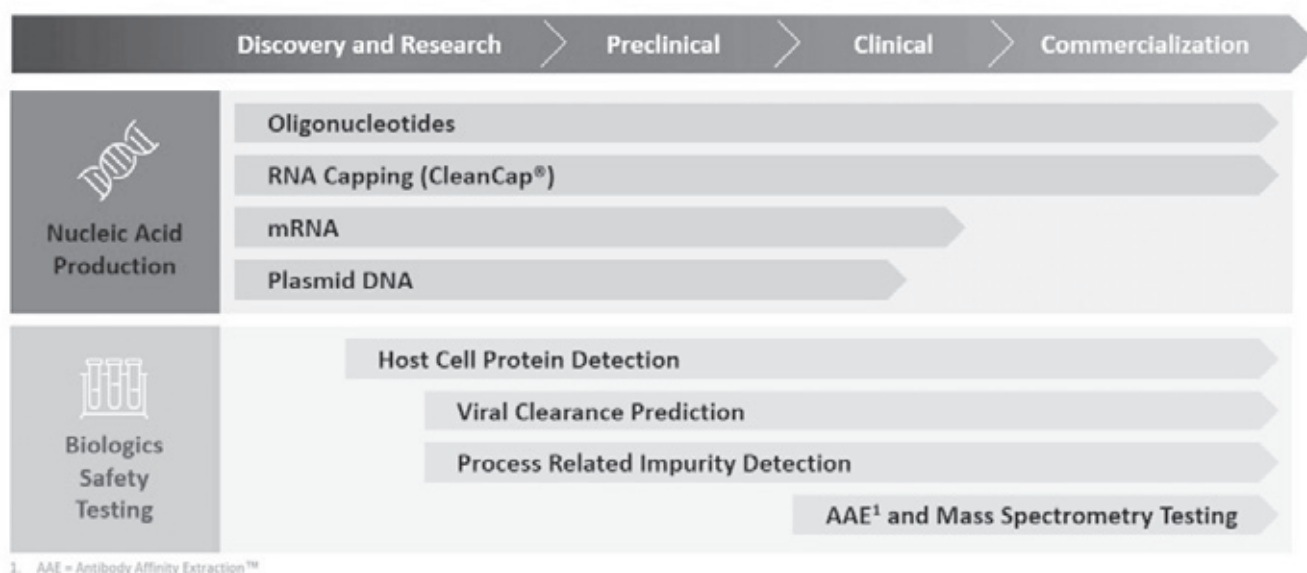 Discovery and Research
Preclinical
Clinical
Commercialization
Nucleic Acid
Production
Oligonucleotides
RNA Capping (CleanCap®)
mRNA
Plasmid DNA
Biologics
Safety
Testing
Host Cell Protein Detection
Viral Clearance Prediction
Process Related Impurity Detection
AAE¹ and Mass Spectrometry Testing
1. AAE = Antibody Affinity Extraction™